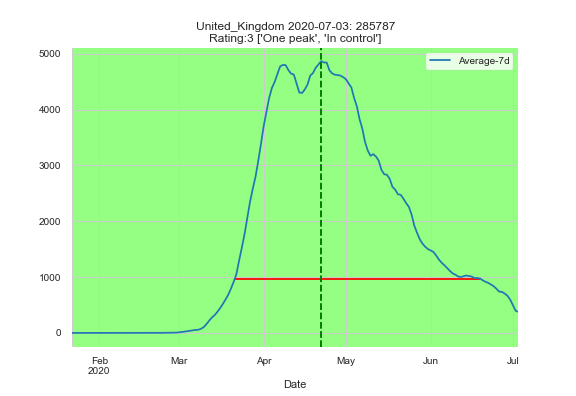 United_Kingdom 2020-07-03: 285787
Rating:3 ['One peak', 'In control']
Average-7d
5000
4000
3000
2000
1000
0
Feb Mar Apr May Jun Jul
2020
Date